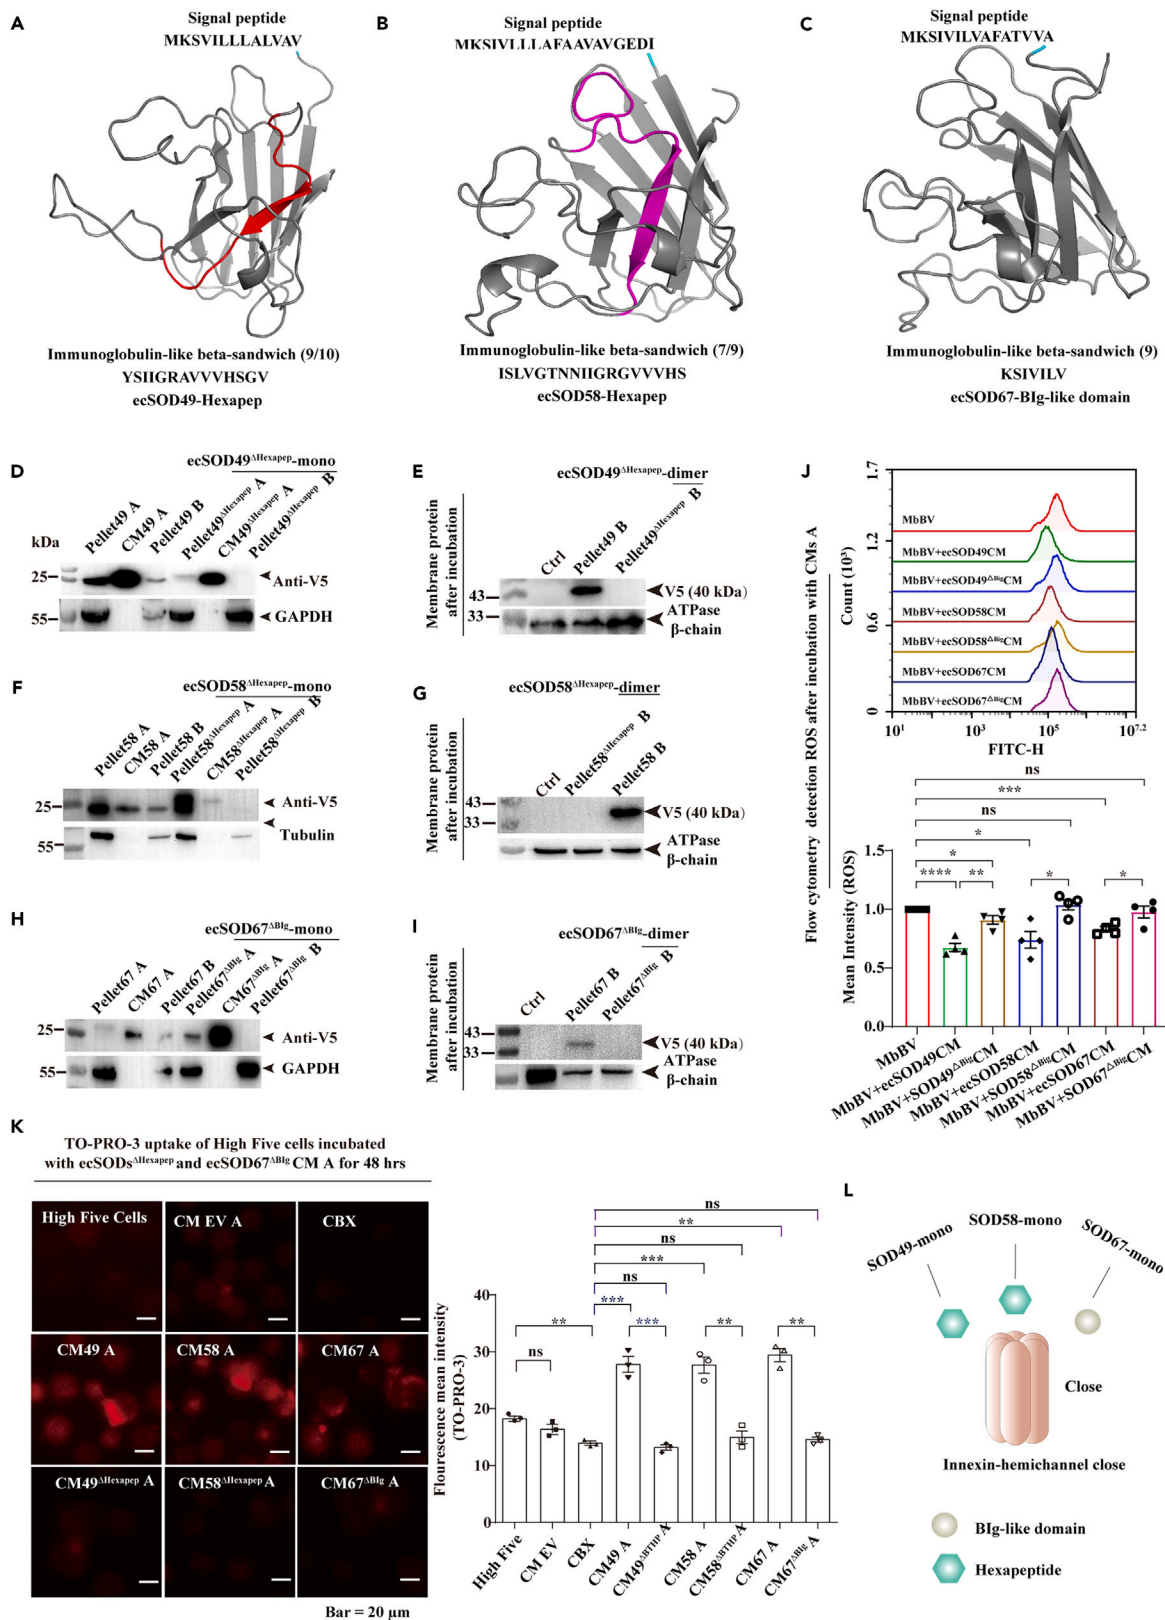 A
Signal peptide
MKSVILLLALVAV
Immunoglobulin-like beta-sandwich (9/10)
YSIIGRAVVVHSGV
ecSOD49-Hexapep
B
Signal peptide
MKSIVLLLAFAAVAVGEDI
Immunoglobulin-like beta-sandwich (7/9)
ISLVGTNNIIGRGVVVHS
ecSOD58-Hexapep
C
Signal peptide
MKSIVILVAFATVVA
Immunoglobulin-like beta-sandwich (9)
KSIVILV
ecSOD67-BIg-like domain
D
ecSOD49ΔHexapep-mono
kDa
Pellet49 A
CM49 A
Pellet49 B
Pellet49ΔHexapep A
CM49ΔHexapep A
Pellet49ΔHexapep B
25
Anti-V5
55
GAPDH
E
ecSOD49ΔHexapep-dimer
Membrane protein
after incubation
Ctrl
Pellet49 B
Pellet49ΔHexapep B
43
V5 (40 kDa)
33
ATPase
β-chain
F
ecSOD58ΔHexapep-mono
Pellet58 A
CM58 A
Pellet58 B
Pellet58ΔHexapep A
CM58ΔHexapep A
Pellet58ΔHexapep B
25
Anti-V5
Tubulin
55
G
ecSOD58ΔHexapep-dimer
Membrane protein
after incubation
Ctrl
Pellet58ΔHexapep B
Pellet58 B
43
V5 (40 kDa)
33
ATPase
β-chain
H
ecSOD67ΔBIg-mono
Pellet67 A
CM67 A
Pellet67 B
Pellet67ΔBIg A
CM67ΔBIg A
Pellet67ΔBIg B
25
Anti-V5
55
GAPDH
I
ecSOD67ΔBIg-dimer
Membrane protein
after incubation
Ctrl
Pellet67 B
Pellet67ΔBIg B
43
V5 (40 kDa)
33
ATPase
β-chain
J
Flow cytometry detection ROS after incubation with CMs A
Count (10³)
1.7
1.2
0.6
0
MbBV
MbBV+ecSOD49CM
MbBV+ecSOD49ΔBigCM
MbBV+ecSOD58CM
MbBV+ecSOD58ΔBigCM
MbBV+ecSOD67CM
MbBV+ecSOD67ΔBigCM
10¹
10³
10⁵
10⁷·²
FITC-H
ns
***
ns
*
*
**** ** * *
Mean Intensity (ROS)
1.5
1.0
0.5
0.0
MbBV
MbBV+ecSOD49CM
MbBV+SOD49ΔBigCM
MbBV+ecSOD58CM
MbBV+SOD58ΔBigCM
MbBV+ecSOD67CM
MbBV+SOD67ΔBigCM
K
TO-PRO-3 uptake of High Five cells incubated
with ecSODsΔHexapep and ecSOD67ΔBIg CM A for 48 hrs
High Five Cells
CM EV A
CBX
CM49 A
CM58 A
CM67 A
CM49ΔHexapep A
CM58ΔHexapep A
CM67ΔBIg A
Bar = 20 μm
Flourescence mean intensity
(TO-PRO-3)
40
30
20
10
0
ns
**
ns
***
ns
** *** *** ** **
ns
High Five
CM EV
CBX
CM49 A
CM49ΔBTHP A
CM58 A
CM58ΔBTHP A
CM67 A
CM67ΔBIg A
L
SOD49-mono
SOD58-mono
SOD67-mono
Close
Innexin-hemichannel close
BIg-like domain
Hexapeptide